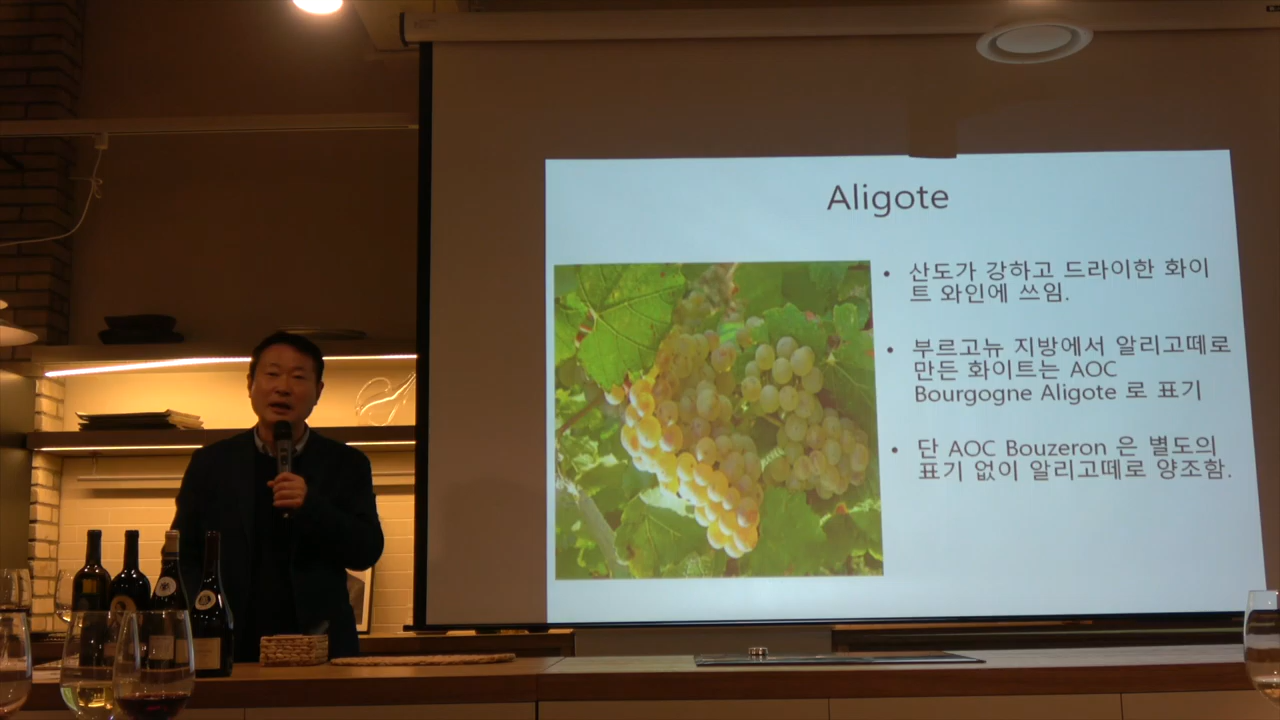 Aligote
• 산도가 강하고 드라이한 화이
트 와인에 쓰임.
• 부르고뉴 지방에서 알리고떼로
만든 화이트는 AOC
Bourgogne Aligote 로 표기
• 단 AOC Bouzeron 은 별도의
표기 없이 알리고떼로 양조함.